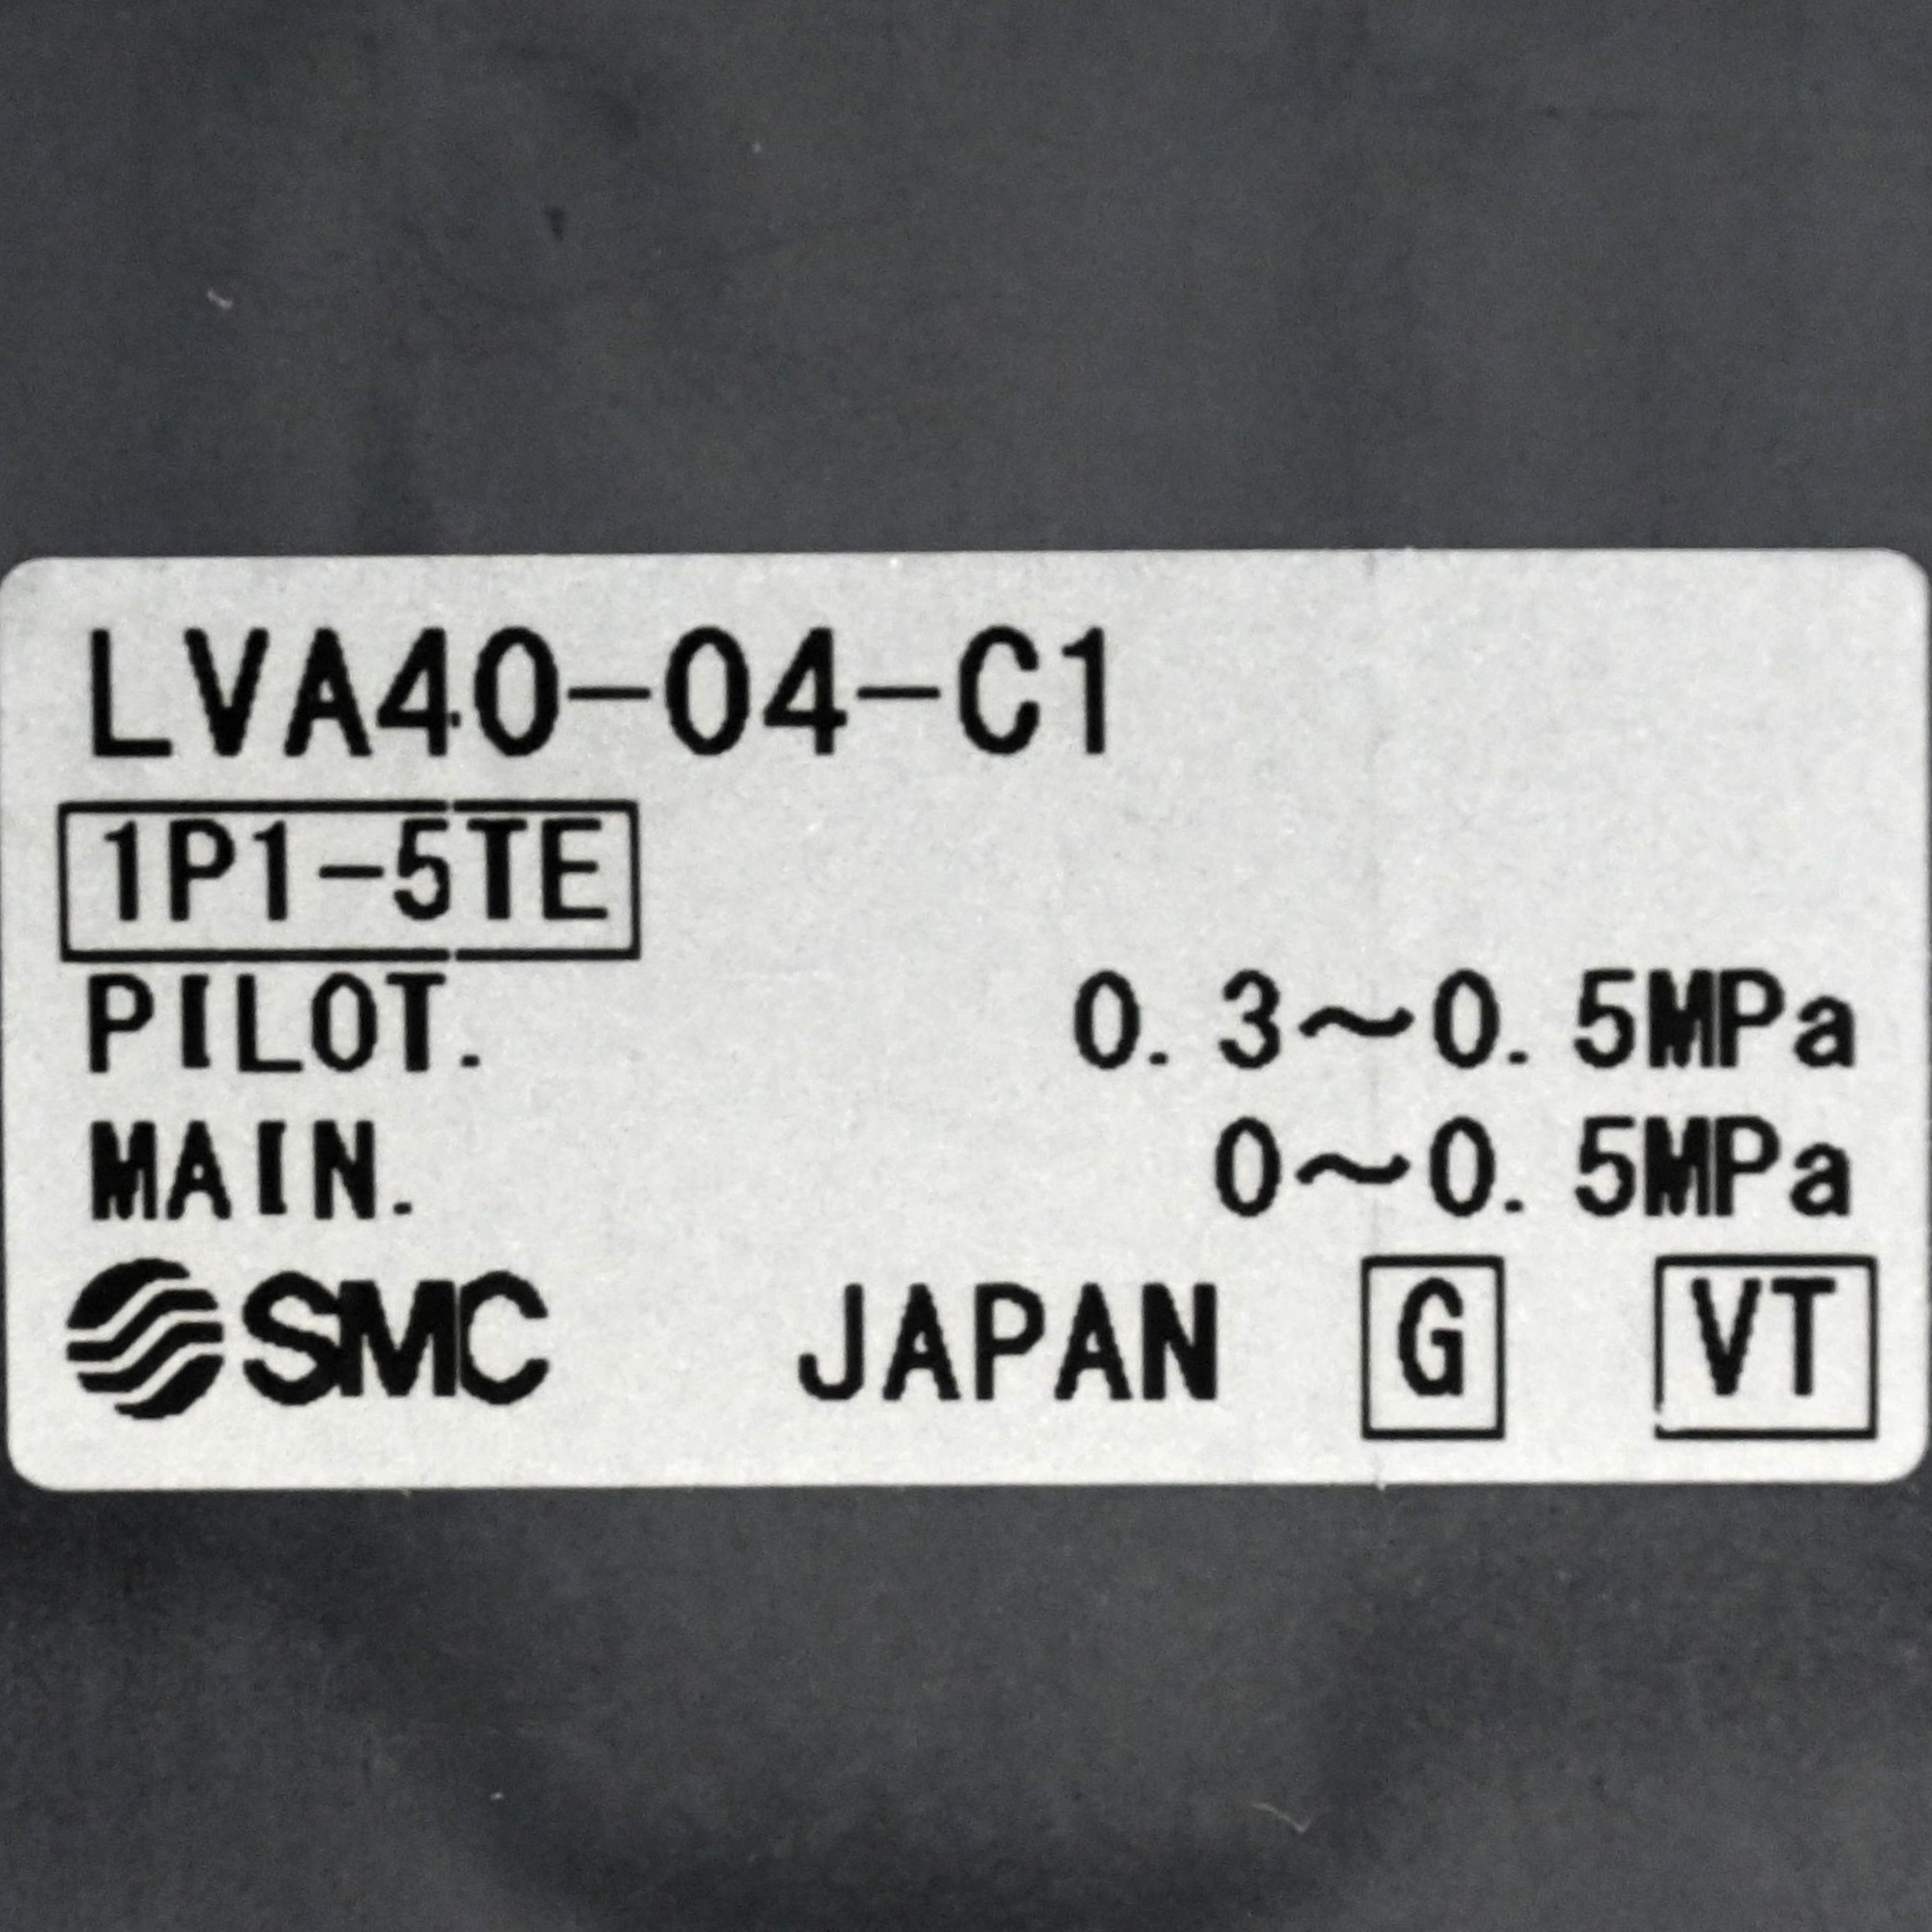 LVA40-04-C1
1P1-5TE
PILOT. 0.3~0.5MPa
MAIN. 0~0.5MPa
SMC JAPAN G VT